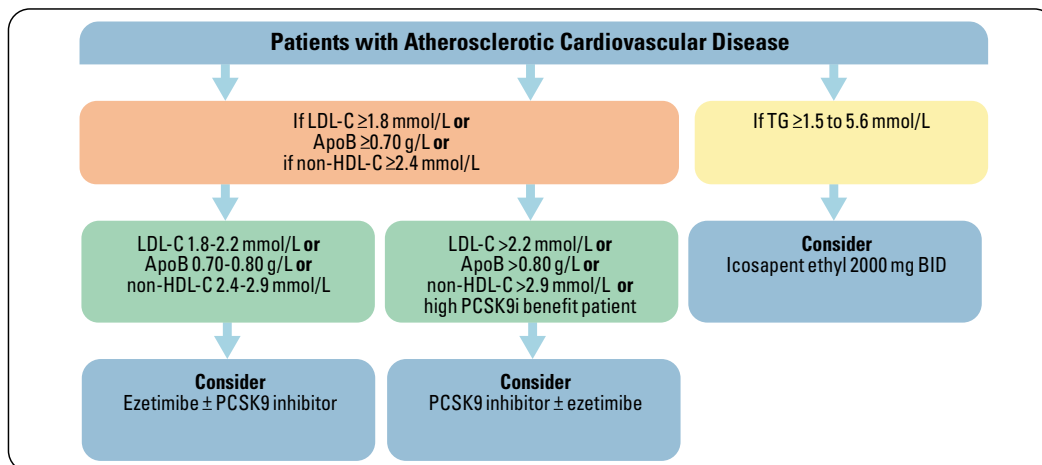 Patients with Atherosclerotic Cardiovascular Disease
If LDL-C ≥1.8 mmol/L or
ApoB ≥0.70 g/L or
if non-HDL-C ≥2.4 mmol/L
If TG ≥1.5 to 5.6 mmol/L
LDL-C 1.8-2.2 mmol/L or
ApoB 0.70-0.80 g/L or
non-HDL-C 2.4-2.9 mmol/L
LDL-C >2.2 mmol/L or
ApoB >0.80 g/L or
non-HDL-C >2.9 mmol/L or
high PCSK9i benefit patient
Consider
Icosapent ethyl 2000 mg BID
Consider
Ezetimibe ± PCSK9 inhibitor
Consider
PCSK9 inhibitor ± ezetimibe